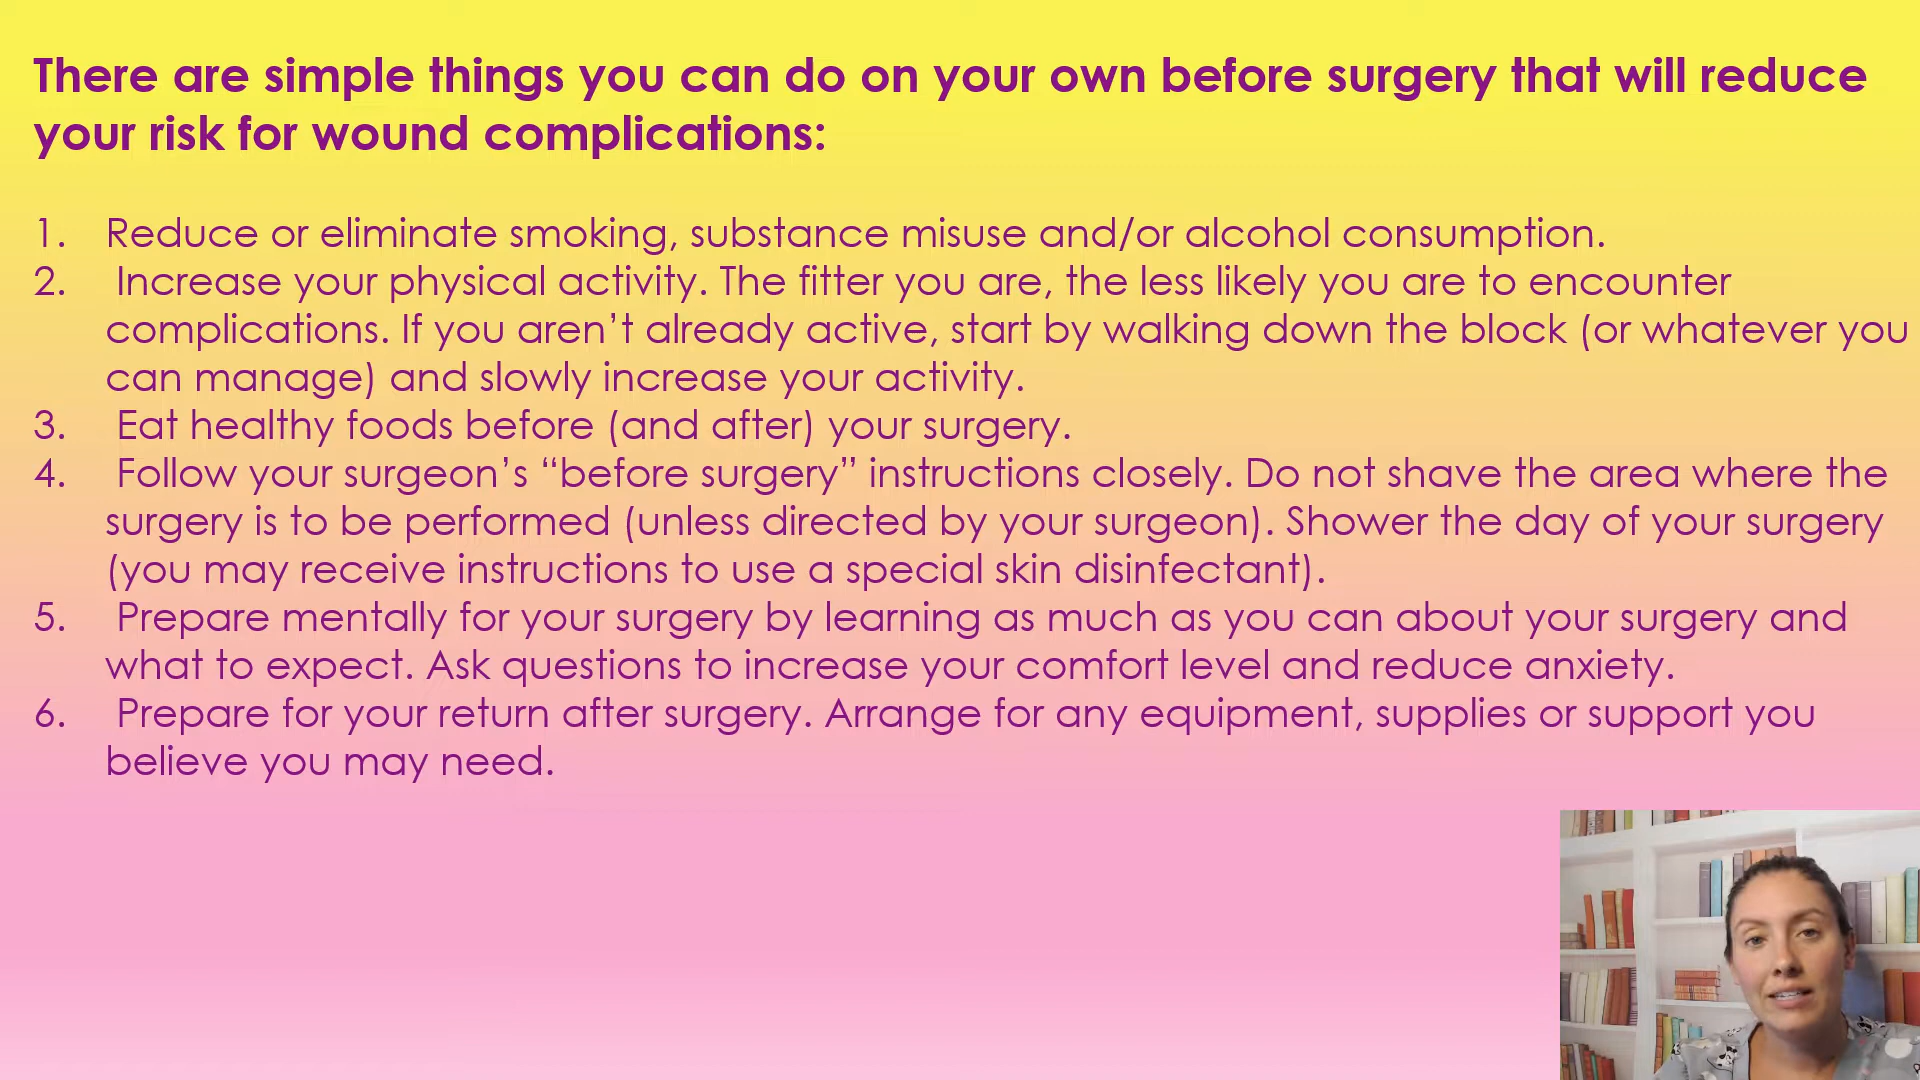 There are simple things you can do on your own before surgery that will reduce
your risk for wound complications:
1. Reduce or eliminate smoking, substance misuse and/or alcohol consumption.
2. Increase your physical activity. The fitter you are, the less likely you are to encounter
complications. If you aren’t already active, start by walking down the block (or whatever you
can manage) and slowly increase your activity.
3. Eat healthy foods before (and after) your surgery.
4. Follow your surgeon’s “before surgery” instructions closely. Do not shave the area where the
surgery is to be performed (unless directed by your surgeon). Shower the day of your surgery
(you may receive instructions to use a special skin disinfectant).
5. Prepare mentally for your surgery by learning as much as you can about your surgery and
what to expect. Ask questions to increase your comfort level and reduce anxiety.
6. Prepare for your return after surgery. Arrange for any equipment, supplies or support you
believe you may need.